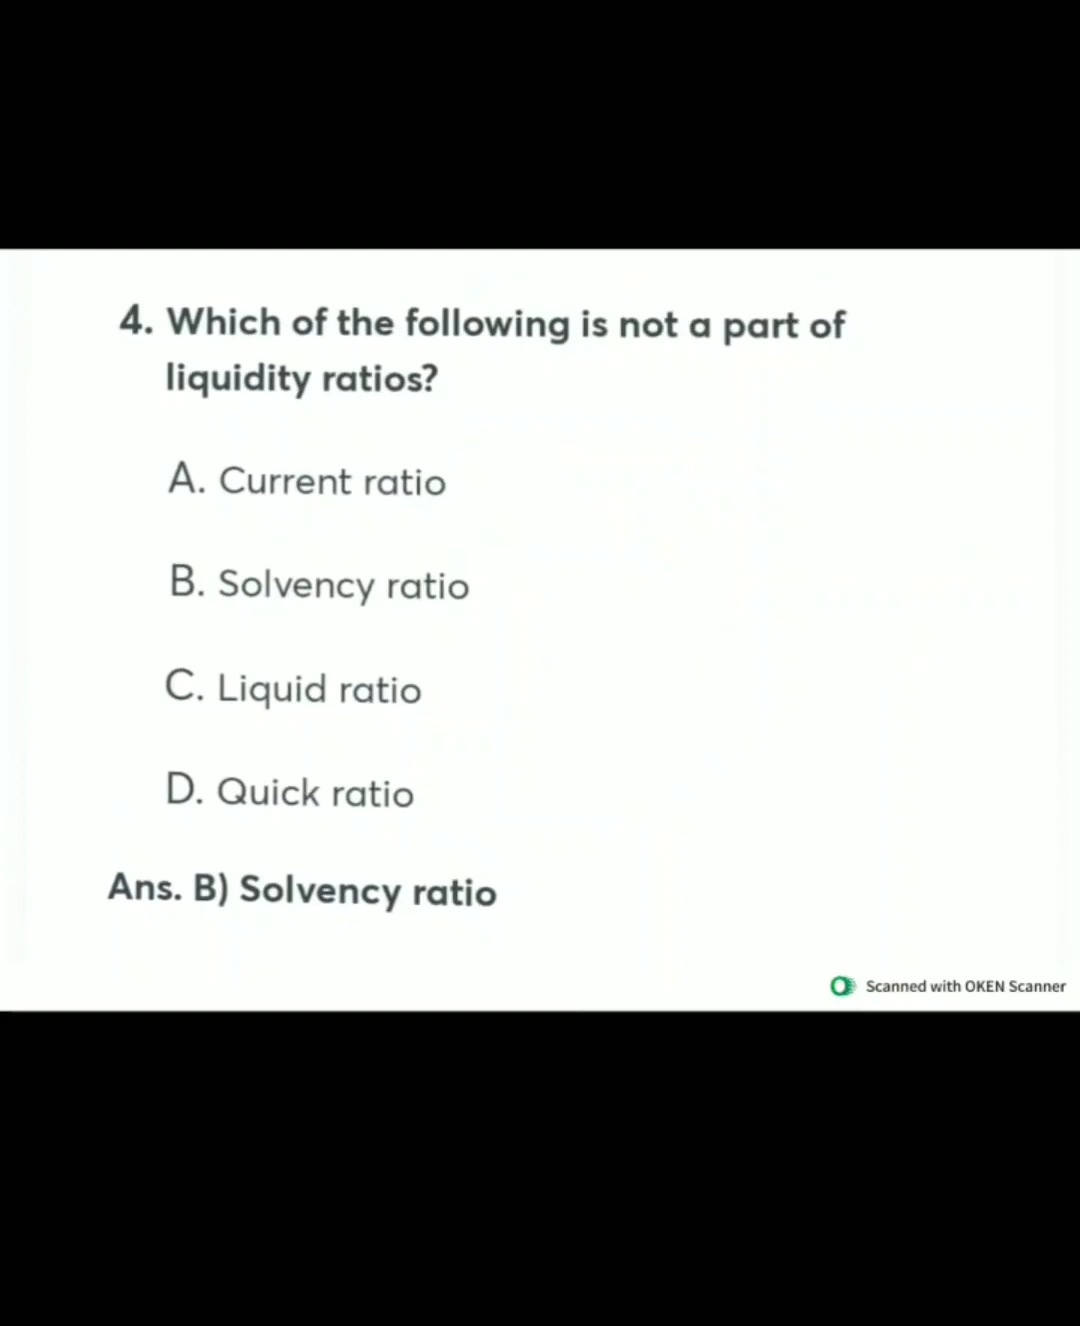 4. Which of the following is not a part of
liquidity ratios?
A. Current ratio
B. Solvency ratio
C. Liquid ratio
D. Quick ratio
Ans. B) Solvency ratio
Scanned with OKEN Scanner